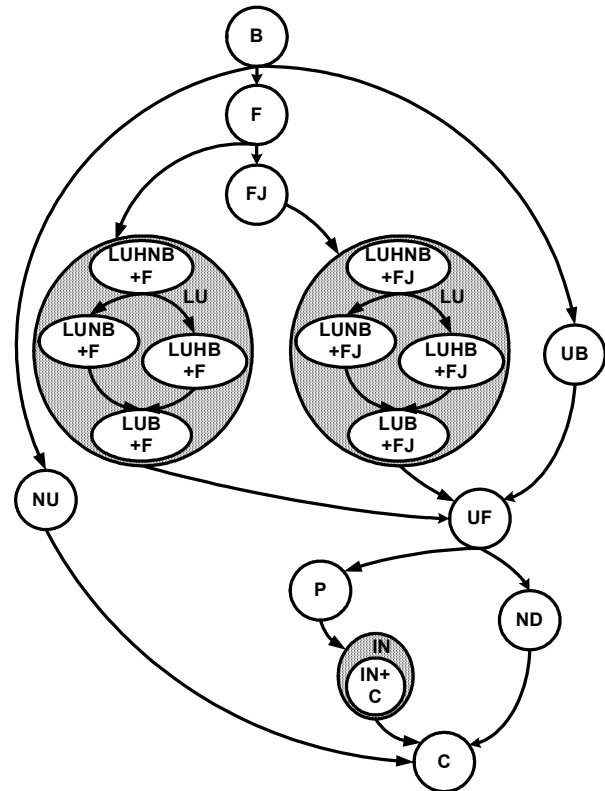 B
F
FJ
LUHNB
+F
LU
LUNB
+F
LUHB
+F
LUB
+F
LUHNB
+FJ
LU
LUNB
+FJ
LUHB
+FJ
LUB
+FJ
UB
NU
UF
P
ND
IN
IN+
C
C